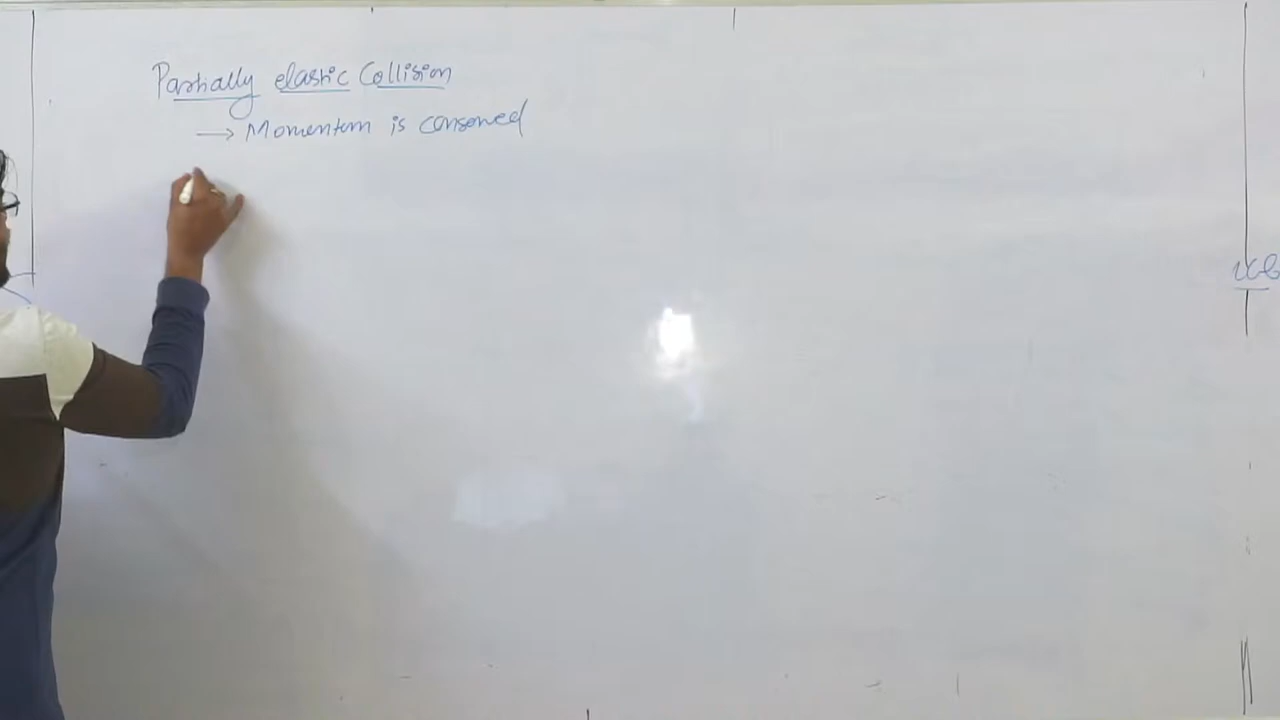 Partially elastic Collision
→ Momentum is conserved